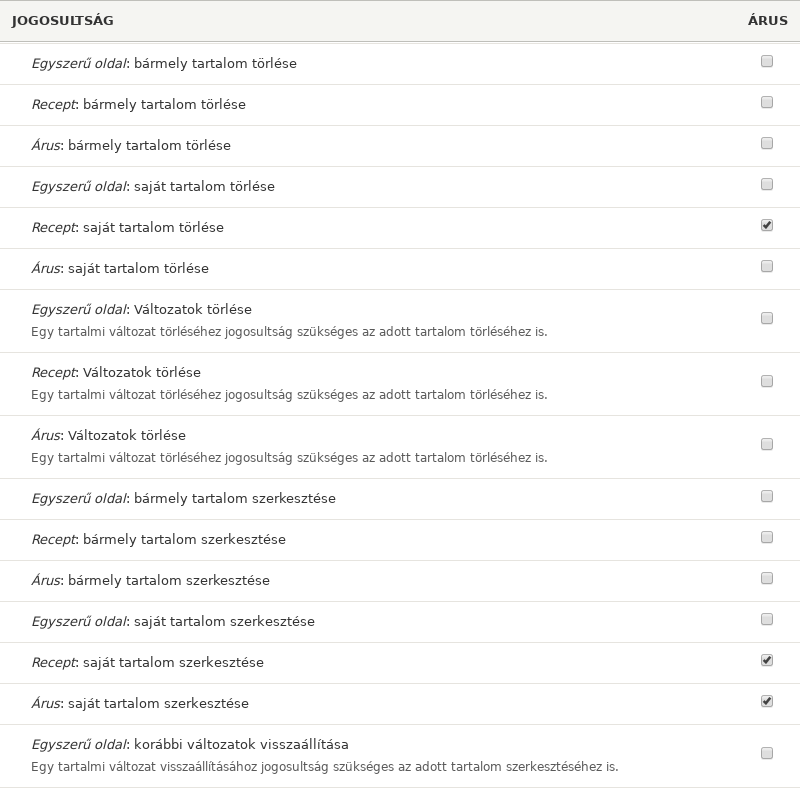 JOGOSULTSÁG ÁRUS
Egyszerű oldal: bármely tartalom törlése
Recept: bármely tartalom törlése
Árus: bármely tartalom törlése
Egyszerű oldal: saját tartalom törlése
Recept: saját tartalom törlése
Árus: saját tartalom törlése
Egyszerű oldal: Változatok törlése
Egy tartalmi változat törléséhez jogosultság szükséges az adott tartalom törléséhez is.
Recept: Változatok törlése
Egy tartalmi változat törléséhez jogosultság szükséges az adott tartalom törléséhez is.
Árus: Változatok törlése
Egy tartalmi változat törléséhez jogosultság szükséges az adott tartalom törléséhez is.
Egyszerű oldal: bármely tartalom szerkesztése
Recept: bármely tartalom szerkesztése
Árus: bármely tartalom szerkesztése
Egyszerű oldal: saját tartalom szerkesztése
Recept: saját tartalom szerkesztése
Árus: saját tartalom szerkesztése
Egyszerű oldal: korábbi változatok visszaállítása
Egy tartalmi változat visszaállításához jogosultság szükséges az adott tartalom szerkesztéséhez is.